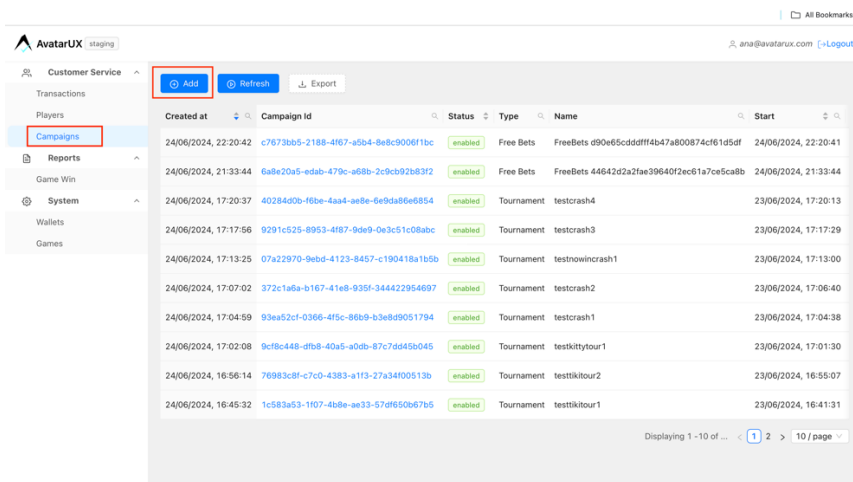 All Bookmarks
AvatarUX staging
ana@avatarux.com Logout
Customer Service
Transactions
Players
Campaigns
Reports
Game Win
System
Wallets
Games
Add Refresh Export
Created at Campaign Id Status Type Name Start
24/06/2024, 22:20:42 c7673bb5-2188-4f67-a5b4-8e8c9006f1bc enabled Free Bets FreeBets d90e65cdddfff4b47a800874cf61d5df 24/06/2024, 22:20:41
24/06/2024, 21:33:44 6a8e20a5-edab-479c-a68b-2c9cb92b83f2 enabled Free Bets FreeBets 44642d2a2fae39640f2ec61a7ce5ca8b 24/06/2024, 21:33:44
24/06/2024, 17:20:37 40284d0b-f6be-4aa4-ae8e-6e9da86e6854 enabled Tournament testcrash4 23/06/2024, 17:20:13
24/06/2024, 17:17:56 9291c525-8953-4f87-9de9-0e3c51c08abc enabled Tournament testcrash3 23/06/2024, 17:17:29
24/06/2024, 17:13:25 07a22970-9ebd-4123-8457-c190418a1b5b enabled Tournament testnowincrash1 23/06/2024, 17:13:00
24/06/2024, 17:07:02 372c1a6a-b167-41e8-935f-344422954697 enabled Tournament testcrash2 23/06/2024, 17:06:40
24/06/2024, 17:04:59 93ea52cf-0366-4f5c-86b9-b3e8d9051794 enabled Tournament testcrash1 23/06/2024, 17:04:38
24/06/2024, 17:02:08 9cf8c448-dfb8-40a5-a0db-87c7dd45b045 enabled Tournament testkittytour1 23/06/2024, 17:01:30
24/06/2024, 16:56:14 76983c8f-c7c0-4383-a1f3-27a34f00513b enabled Tournament testtikitour2 23/06/2024, 16:55:07
24/06/2024, 16:45:32 1c583a53-1f07-4b8e-ae33-57df650b67b5 enabled Tournament testtikitour1 23/06/2024, 16:41:31
Displaying 1 -10 of ... < 1 2 > 10 / page